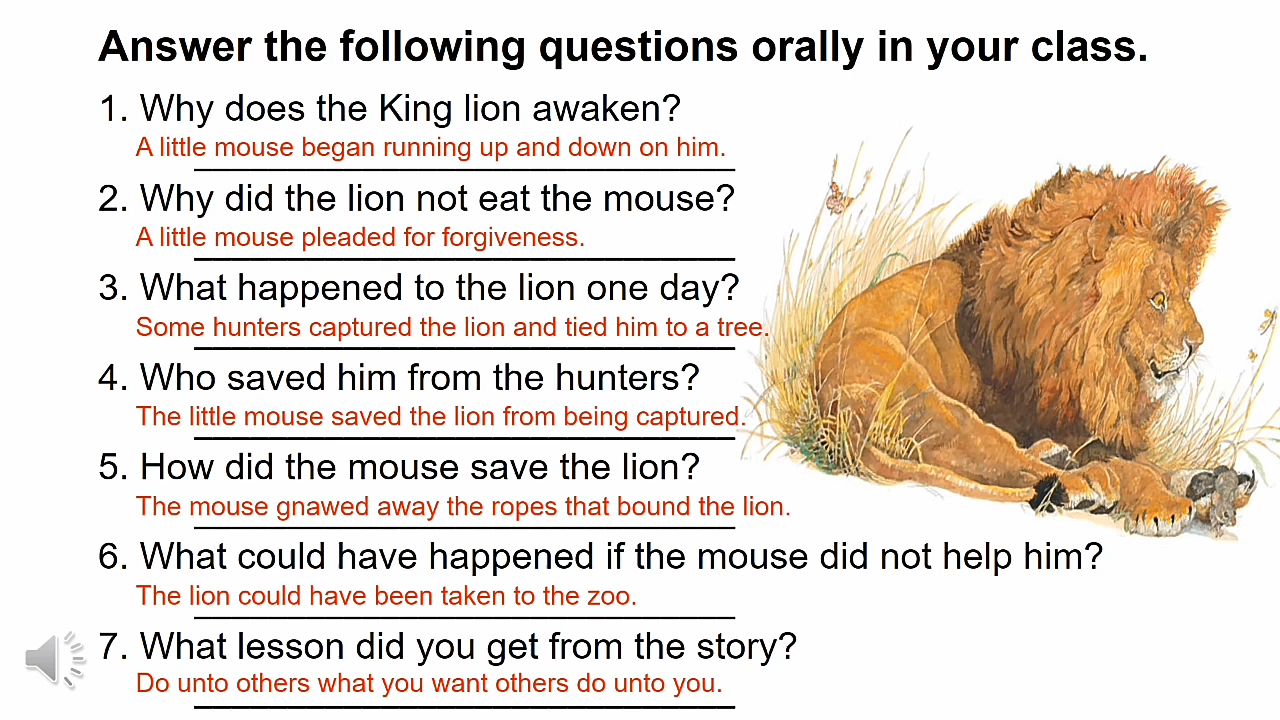 Answer the following questions orally in your class.
1. Why does the King lion awaken?
A little mouse began running up and down on him.
2. Why did the lion not eat the mouse?
A little mouse pleaded for forgiveness.
3. What happened to the lion one day?
Some hunters captured the lion and tied him to a tree.
4. Who saved him from the hunters?
The little mouse saved the lion from being captured.
5. How did the mouse save the lion?
The mouse gnawed away the ropes that bound the lion.
6. What could have happened if the mouse did not help him?
The lion could have been taken to the zoo.
7. What lesson did you get from the story?
Do unto others what you want others do unto you.